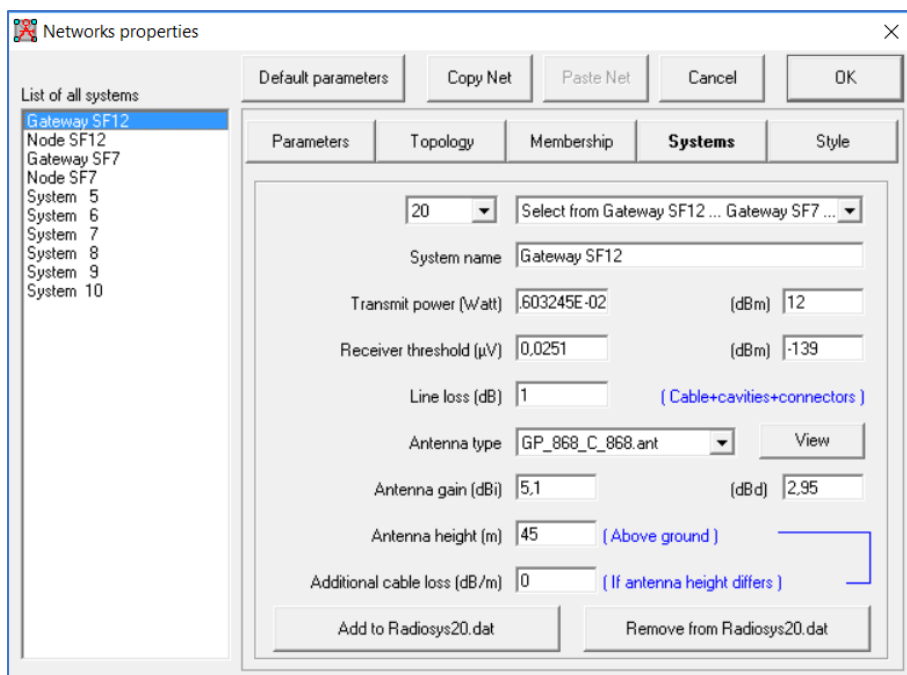 Networks properties
Default parameters Copy Net Paste Net Cancel OK
List of all systems
Gateway SF12
Node SF12
Gateway SF7
Node SF7
System 5
System 6
System 7
System 8
System 9
System 10
Parameters Topology Membership Systems Style
20 Select from Gateway SF12 ... Gateway SF7 ...
System name Gateway SF12
Transmit power (Watt) .603245E-02 (dBm) 12
Receiver threshold (µV) 0,0251 (dBm) -139
Line loss (dB) 1 ( Cable+cavities+connectors )
Antenna type GP_868_C_868.ant View
Antenna gain (dBi) 5,1 (dBd) 2,95
Antenna height (m) 45 ( Above ground )
Additional cable loss (dB/m) 0 ( If antenna height differs )
Add to Radiosys20.dat Remove from Radiosys20.dat